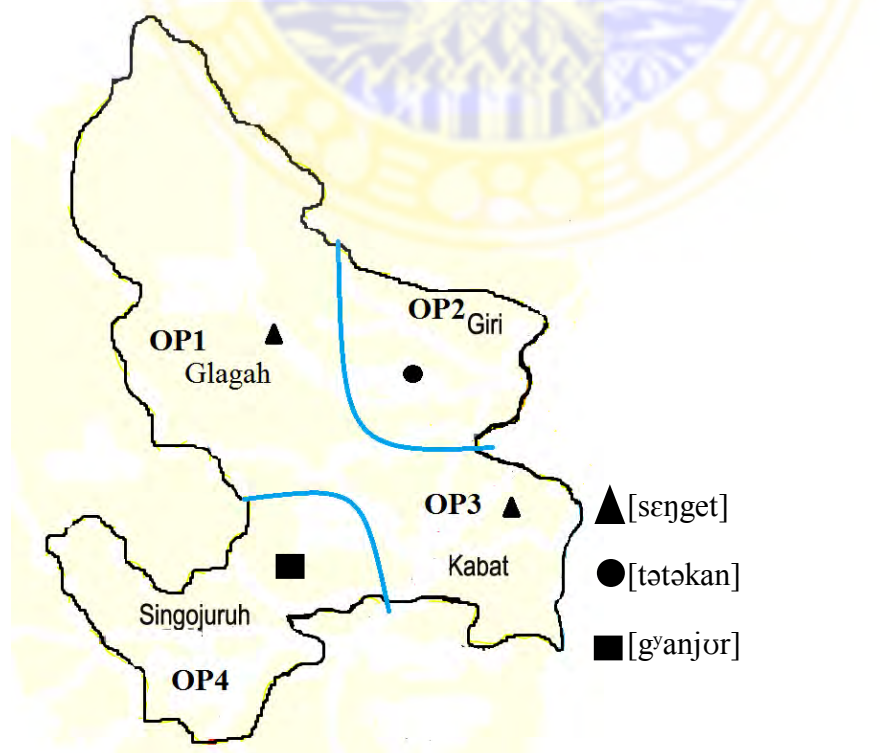 OP1
Glagah
OP2
Giri
OP3
Kabat
Singojuruh
OP4
[sɛŋget]
[tətəkan]
[gʸanjʊr]